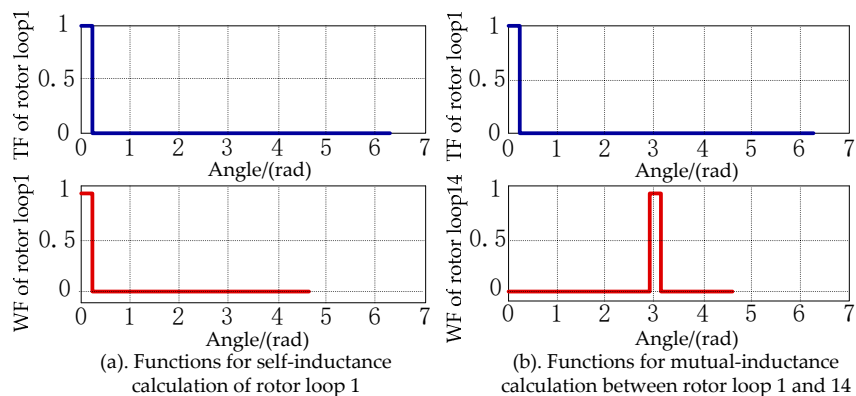 TF of rotor loop1
1
0.5
0
0 1 2 3 4 5 6 7
Angle/(rad)
WF of rotor loop1
1
0.5
0
0 1 2 3 4 5 6 7
Angle/(rad)
(a). Functions for self-inductance
calculation of rotor loop 1
TF of rotor loop1
1
0.5
0
0 1 2 3 4 5 6 7
Angle/(rad)
WF of rotor loop14
1
0.5
0
0 1 2 3 4 5 6 7
Angle/(rad)
(b). Functions for mutual-inductance
calculation between rotor loop 1 and 14